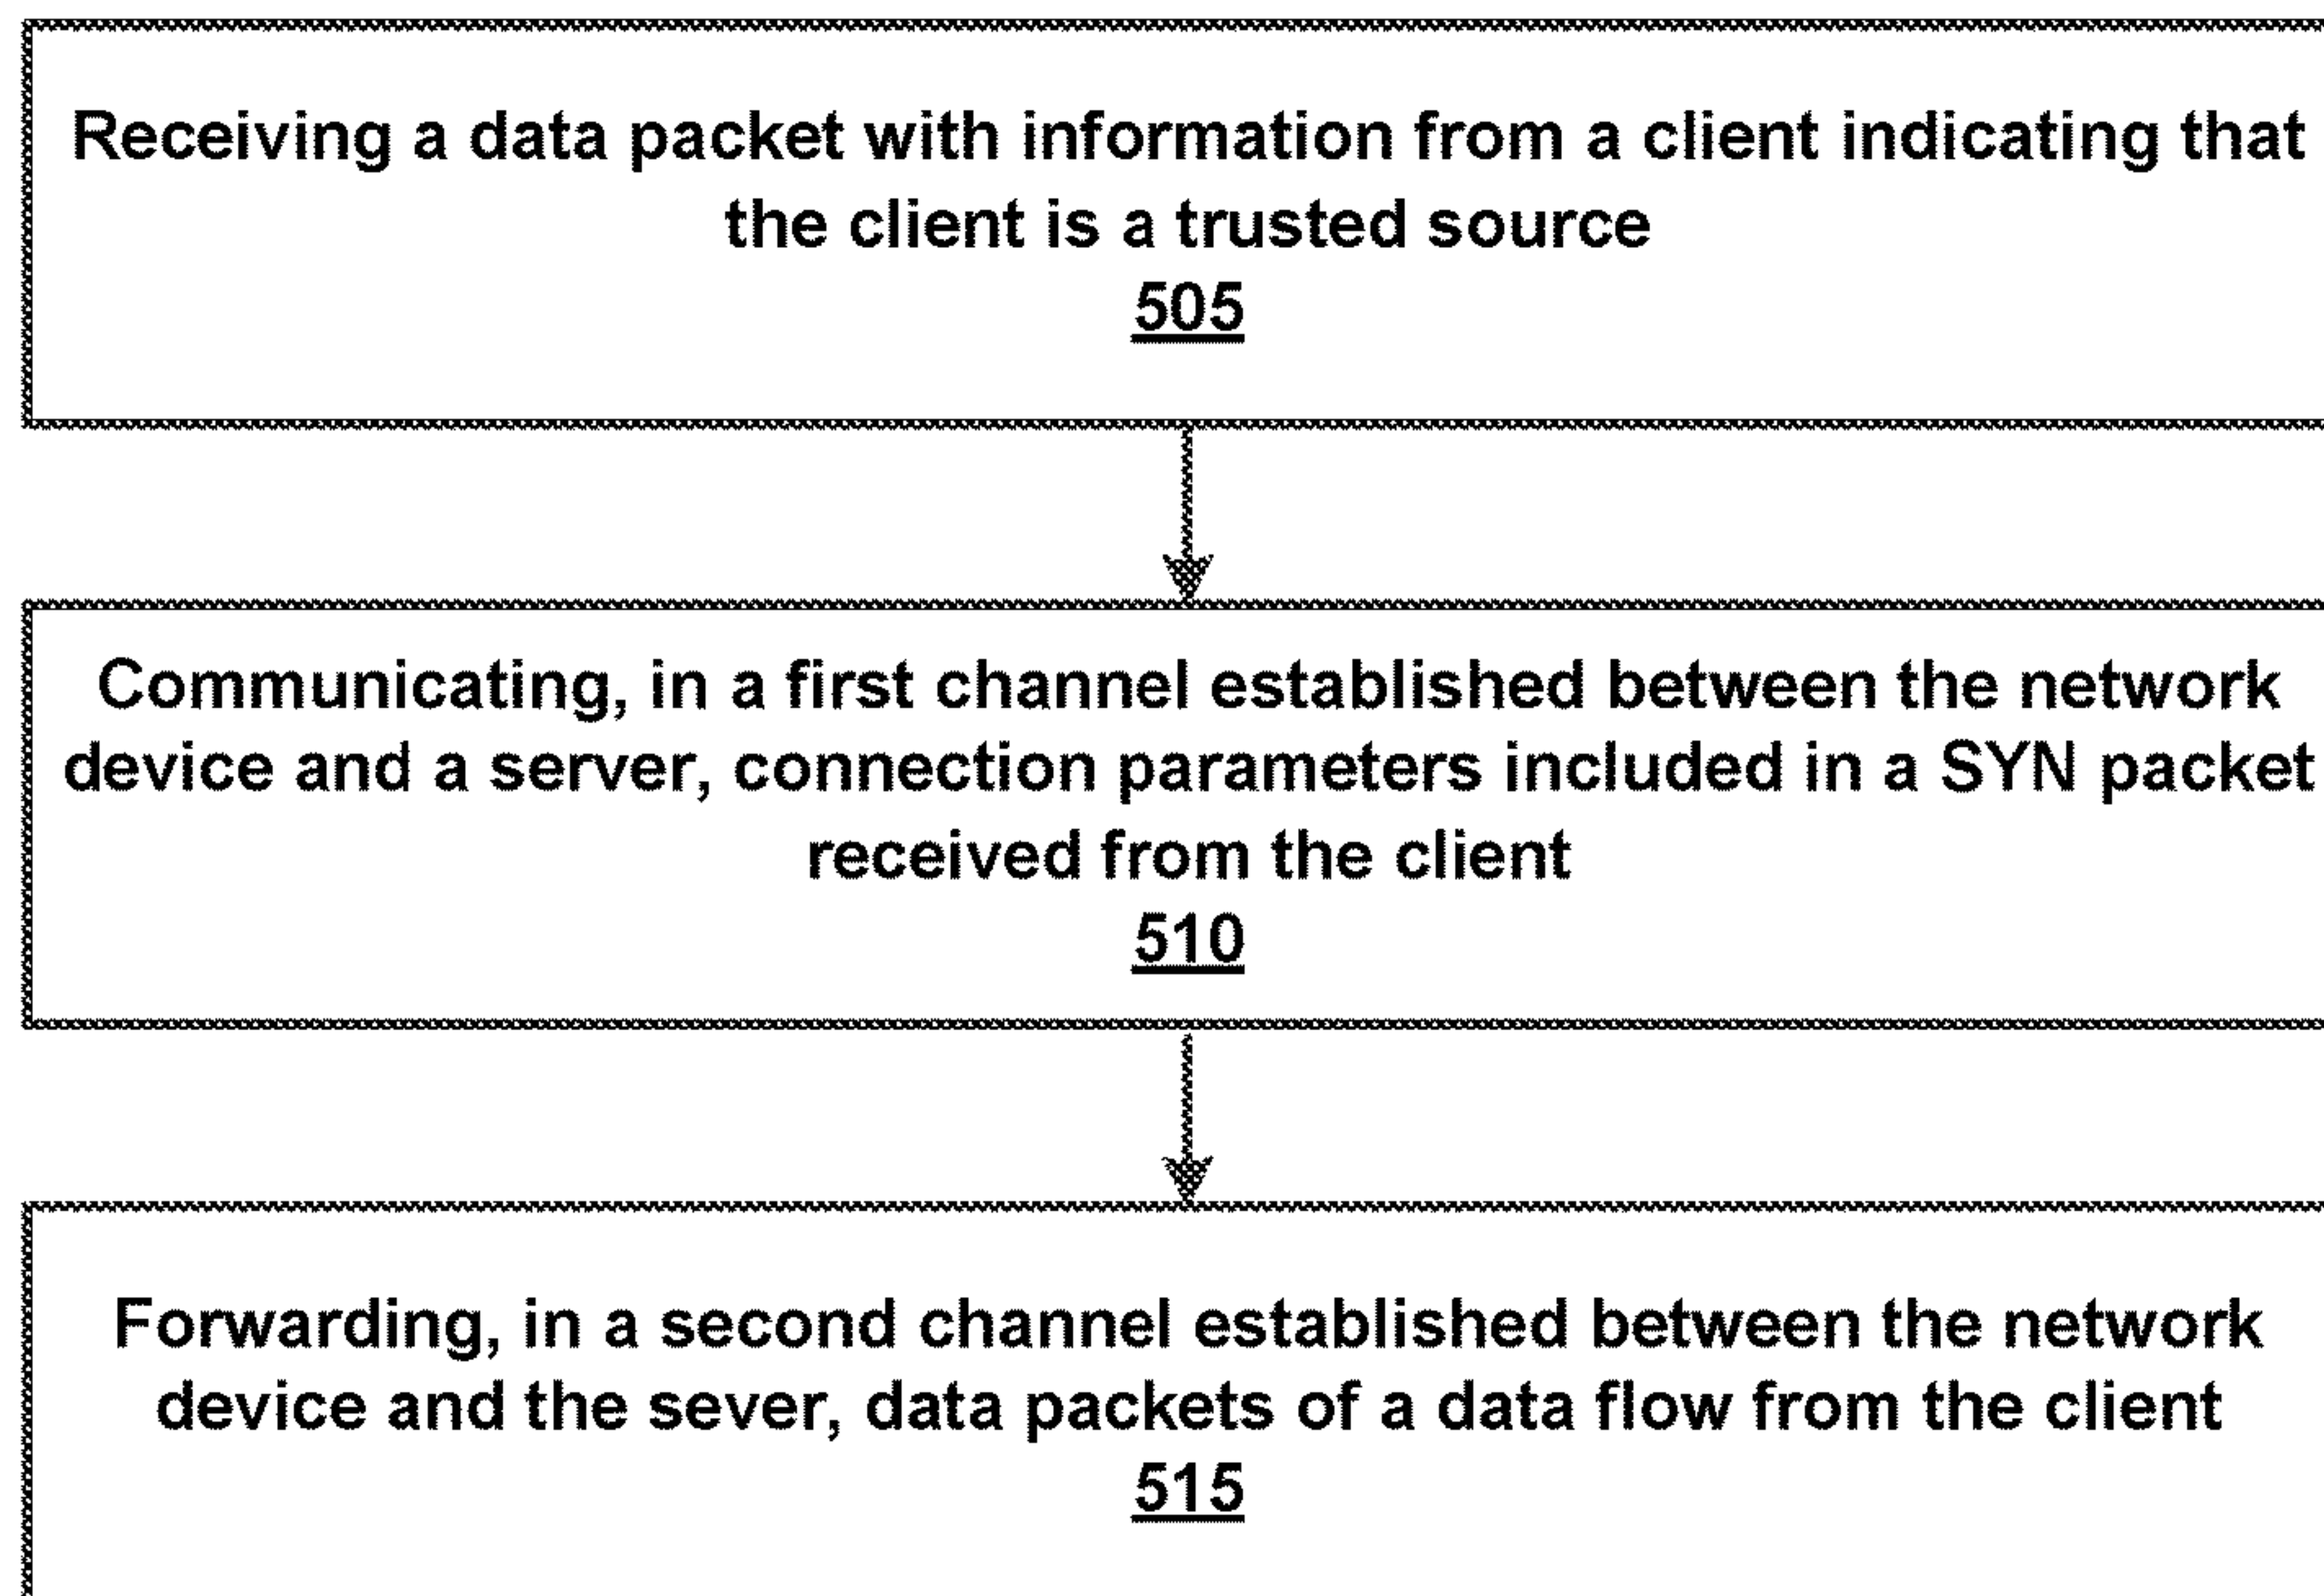 Receiving a data packet with information from a client indicating that
the client is a trusted source
505
Communicating, in a first channel established between the network
device and a server, connection parameters included in a SYN packet
received from the client
510
Forwarding, in a second channel established between the network
device and the sever, data packets of a data flow from the client
515